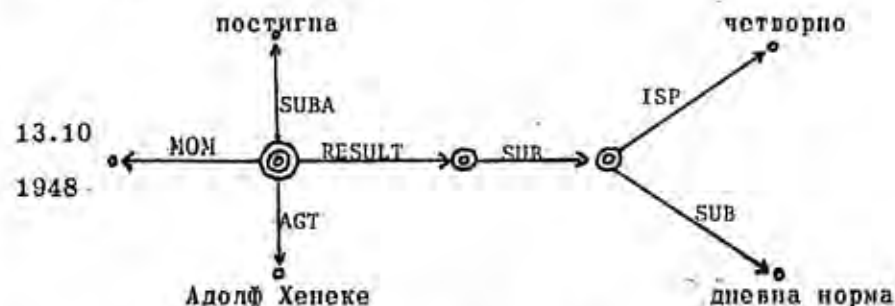 постигна
четворно
ISP
SUBA
13.10
MOM
RESULT
SUB
1948
AGT
SUB
Адолф Хенеке
дневна норма